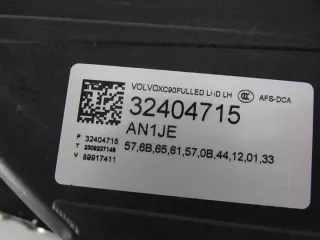 VOLVOXC90FULLED LHD LH CCC AFS-DCA
32404715
AN1JE
P 32404715
T 2309227146
V 89917411
57,6B,65,61,57,0B,44,12,01,33